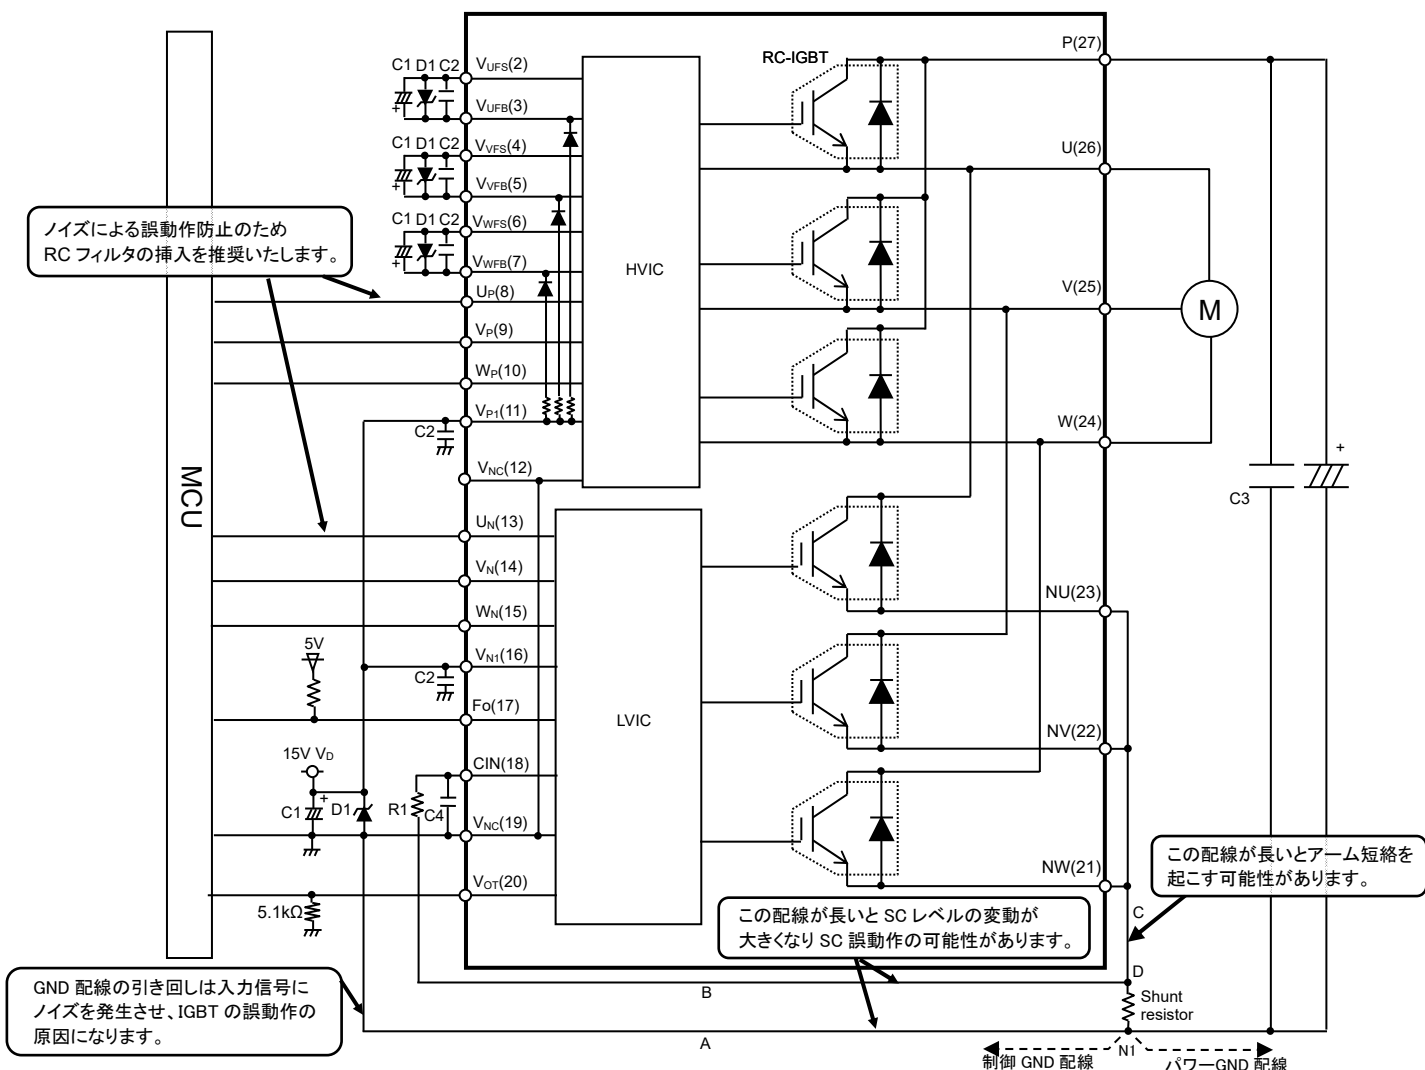 P(27)
RC-IGBT
C1 D1 C2
VUFS(2)
+
VUFB(3)
C1 D1 C2
VVFS(4)
+
VVFB(5)
U(26)
C1 D1 C2
VWFS(6)
+
VWFB(7)
ノイズによる誤動作防止のため
RC フィルタの挿入を推奨いたします。
HVIC
UP(8)
V(25)
M
VP(9)
WP(10)
VP1(11)
C2
W(24)
+
C3
MCU
VNC(12)
UN(13)
VN(14)
WN(15)
NU(23)
5V
VN1(16)
C2
Fo(17)
LVIC
NV(22)
15V VD
CIN(18)
+
C1
D1
R1
C4
VNC(19)
この配線が長いとアーム短絡を
起こす可能性があります。
NW(21)
VOT(20)
5.1kΩ
この配線が長いと SC レベルの変動が
大きくなり SC 誤動作の可能性があります。
C
D
GND 配線の引き回しは入力信号に
ノイズを発生させ、IGBT の誤動作の
原因になります。
B
Shunt
resistor
A
N1
制御 GND 配線
パワーGND 配線